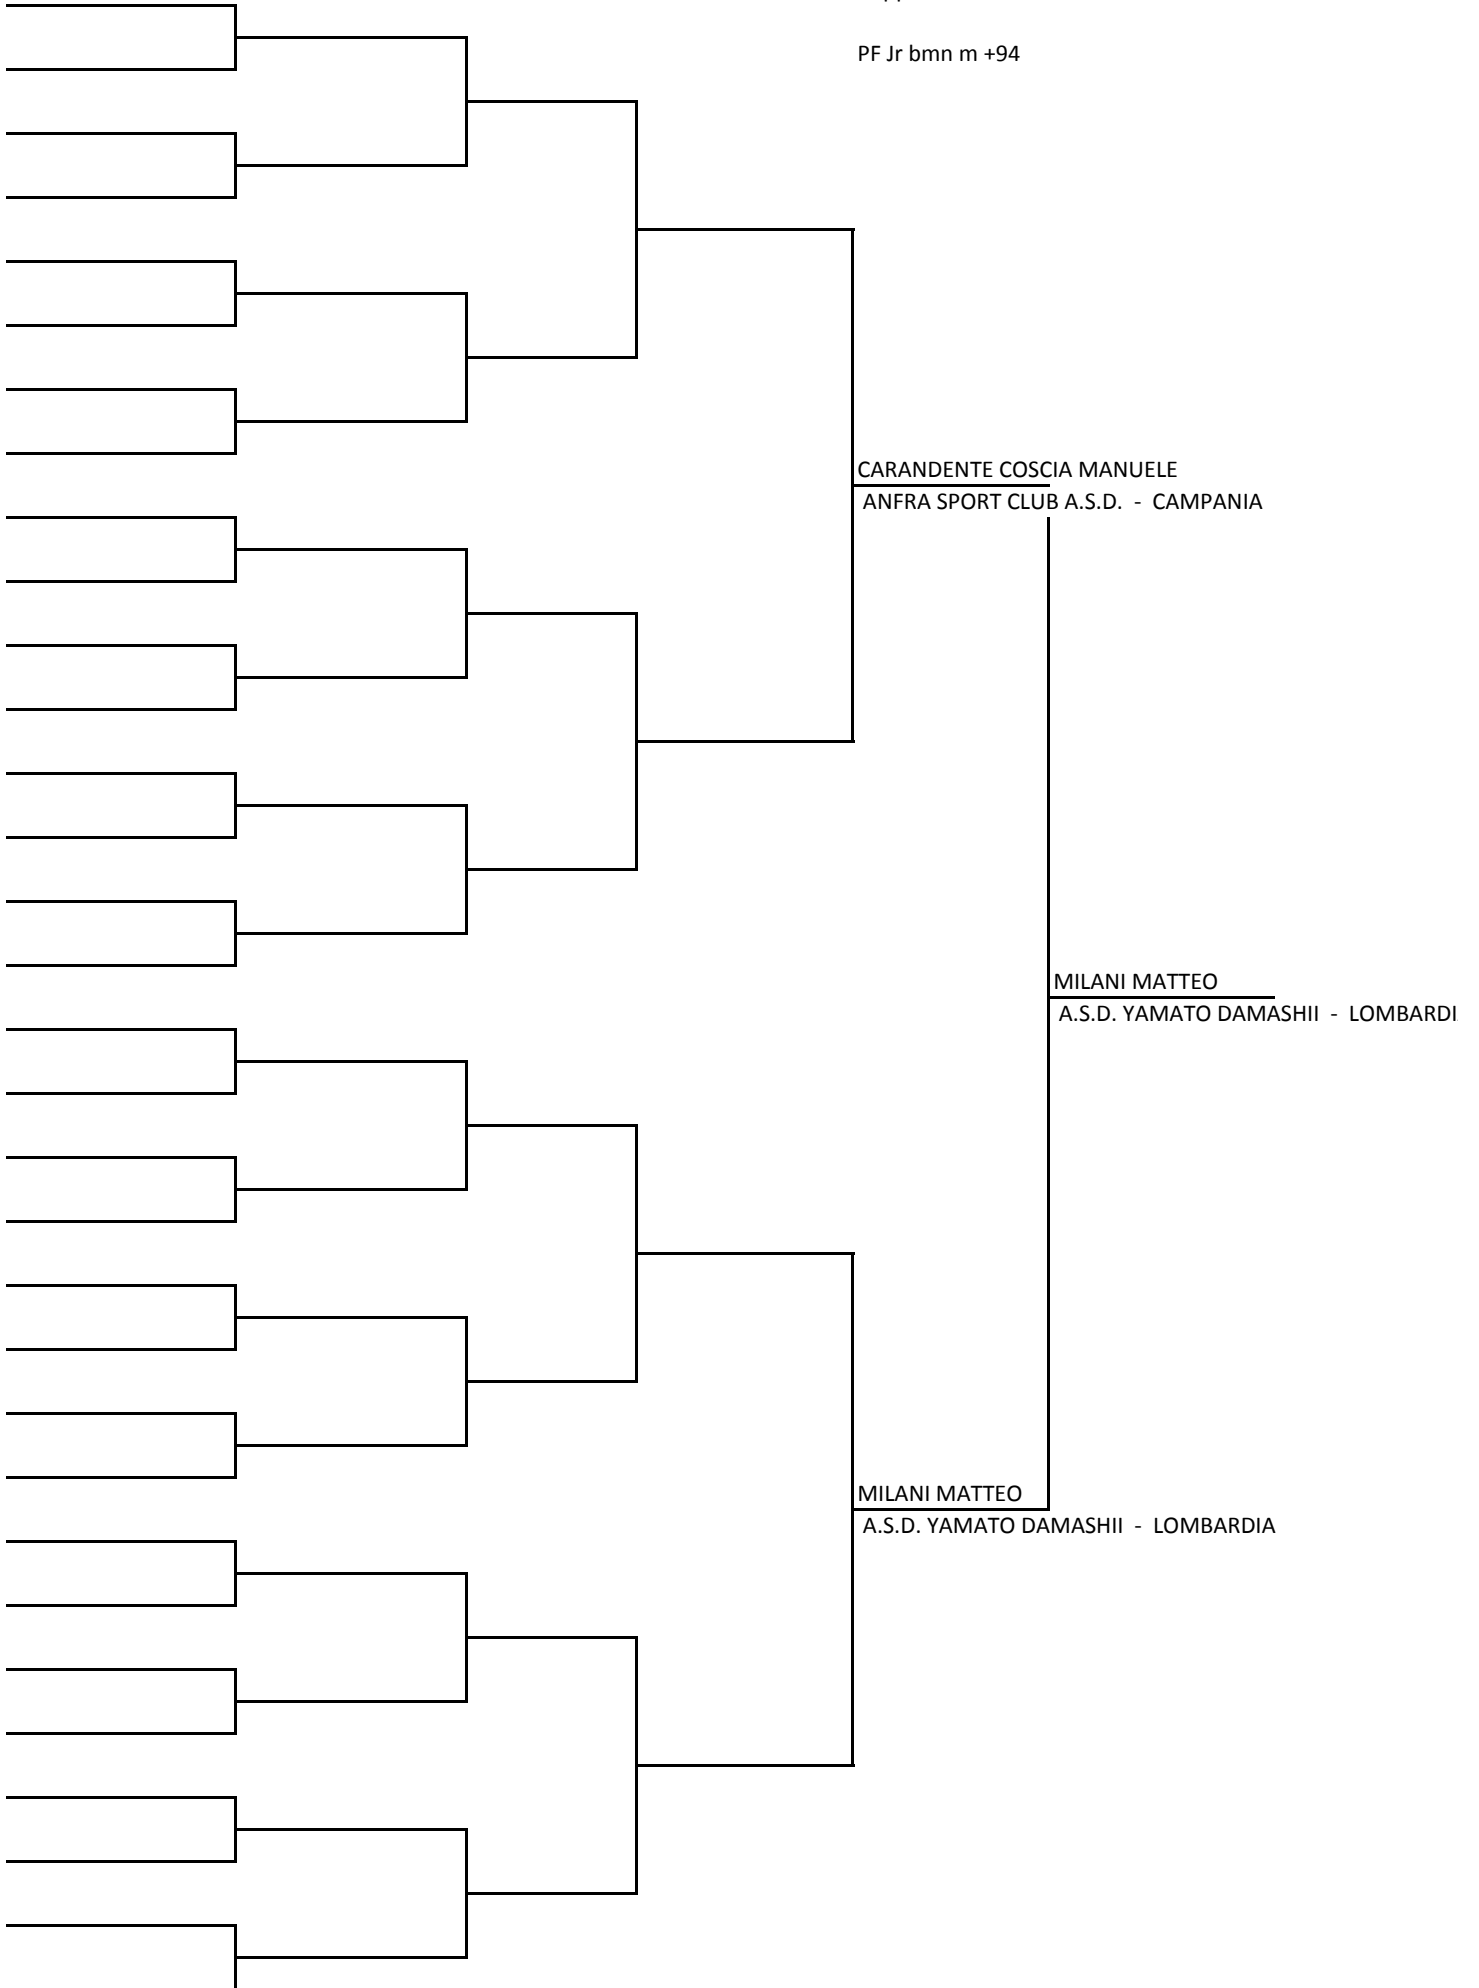 PF Jr bmn m +94
CARANDENTE COSCIA MANUELE
ANFRA SPORT CLUB A.S.D. - CAMPANIA
MILANI MATTEO
A.S.D. YAMATO DAMASHII - LOMBARDI
MILANI MATTEO
A.S.D. YAMATO DAMASHII - LOMBARDIA